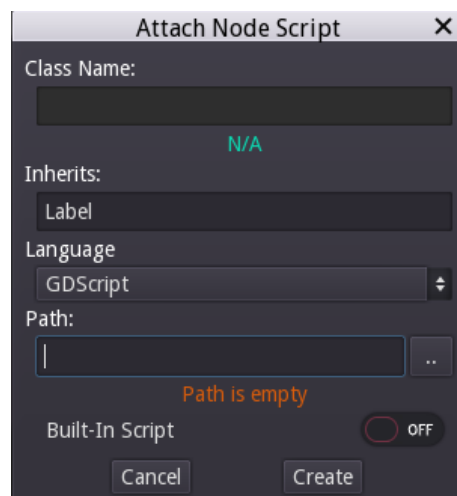 Attach Node Script
Class Name:
N/A
Inherits:
Label
Language
GDScript
Path:
..
Path is empty
Built-In Script OFF
Cancel Create